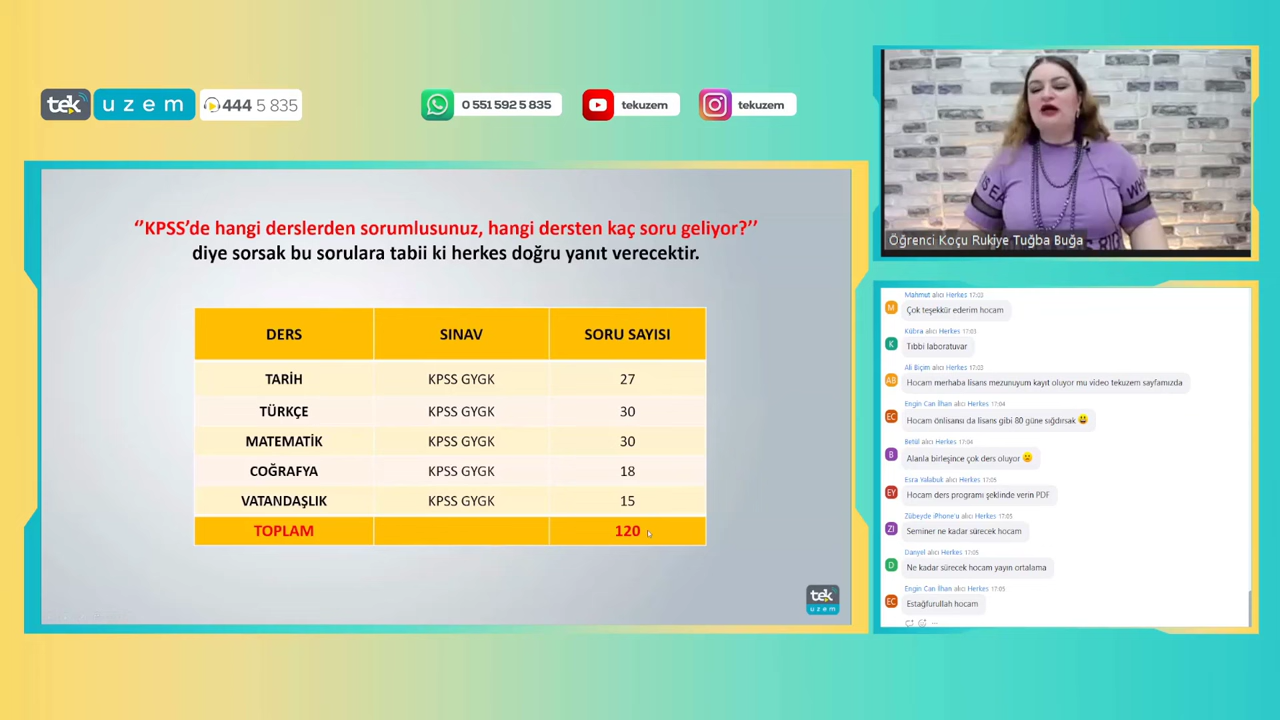 tek uzem 444 5 835
0 551 592 5 835
tekuzem
tekuzem
‘’KPSS’de hangi derslerden sorumlusunuz, hangi dersten kaç soru geliyor?’’
diye sorsak bu sorulara tabii ki herkes doğru yanıt verecektir.
DERS SINAV SORU SAYISI
TARİH KPSS GYGK 27
TÜRKÇE KPSS GYGK 30
MATEMATİK KPSS GYGK 30
COĞRAFYA KPSS GYGK 18
VATANDAŞLIK KPSS GYGK 15
TOPLAM 120
tek
uzem
Öğrenci Koçu Rukiye Tuğba Buğa
Mahmut alıcı Herkes 17:03
M
Çok teşekkür ederim hocam
Kübra alıcı Herkes 17:03
K
Tıbbi laboratuvar
Ali Biçim alıcı Herkes 17:03
AB
Hocam merhaba lisans mezunuyum kayıt oluyor mu video tekuzem sayfamızda
Engin Can İlhan alıcı Herkes 17:04
EC
Hocam önlisansı da lisans gibi 80 güne sığdırsak 😃
Betül alıcı Herkes 17:04
B
Alanla birleşince çok ders oluyor 🙁
Esra Yalabuk alıcı Herkes 17:05
EY
Hocam ders programı şeklinde verin PDF
Zübeyde iPhone'u alıcı Herkes 17:05
ZI
Seminer ne kadar sürecek hocam
Danyel alıcı Herkes 17:05
D
Ne kadar sürecek hocam yayın ortalama
Engin Can İlhan alıcı Herkes 17:05
EC
Estağfurullah hocam